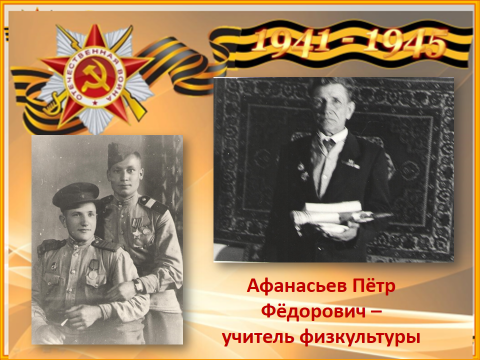 1941 - 1945
ОТЕЧЕСТВЕННАЯ ВОЙНА
Афанасьев Пётр
Фёдорович –
учитель физкультуры